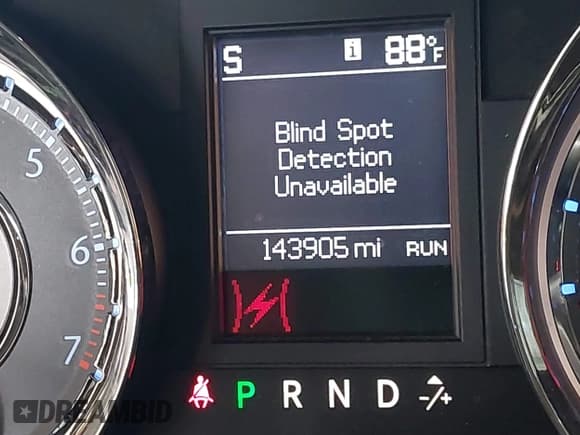 S i 88°F
Blind Spot
Detection
Unavailable
143905 mi RUN
5
6
7
P R N D -/+
DREAMBID